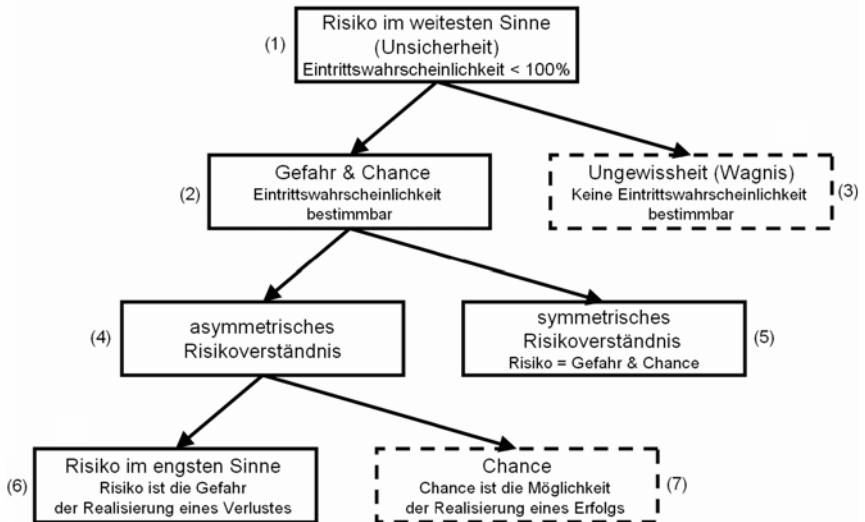 (1)
Risiko im weitesten Sinne
(Unsicherheit)
Eintrittswahrscheinlichkeit < 100%
(2)
Gefahr & Chance
Eintrittswahrscheinlichkeit
bestimmbar
Ungewissheit (Wagnis)
Keine Eintrittswahrscheinlichkeit
bestimmbar
(3)
(4)
asymmetrisches
Risikoverständnis
symmetrisches
Risikoverständnis
Risiko = Gefahr & Chance
(5)
(6)
Risiko im engsten Sinne
Risiko ist die Gefahr
der Realisierung eines Verlustes
Chance
Chance ist die Möglichkeit
der Realisierung eines Erfolgs
(7)